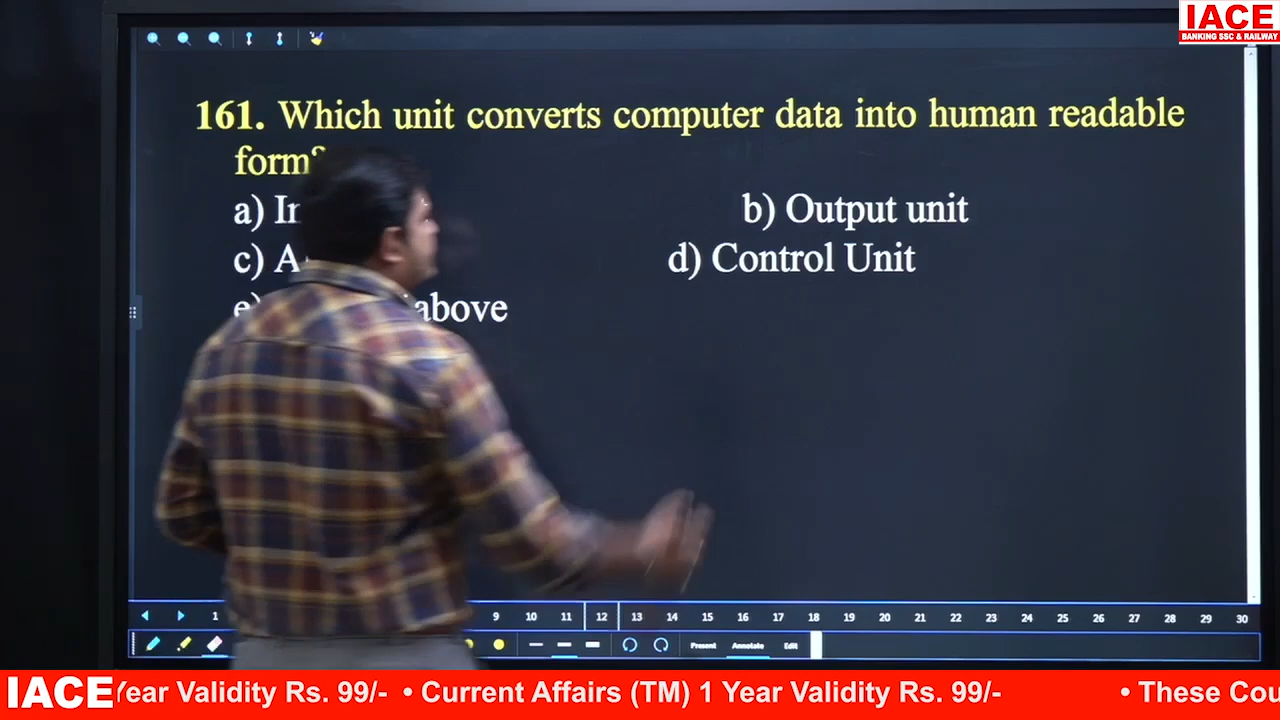 IACE
BANKING SSC & RAILWAY
161. Which unit converts computer data into human readable
form?
a) b) Output unit
c) d) Control Unit
e) above
1 9 10 11 12 13 14 15 16 17 18 19 20 21 22 23 24 25 26 27 28 29 30
Present Annotate Edit
IACE Year Validity Rs. 99/- • Current Affairs (TM) 1 Year Validity Rs. 99/- • These